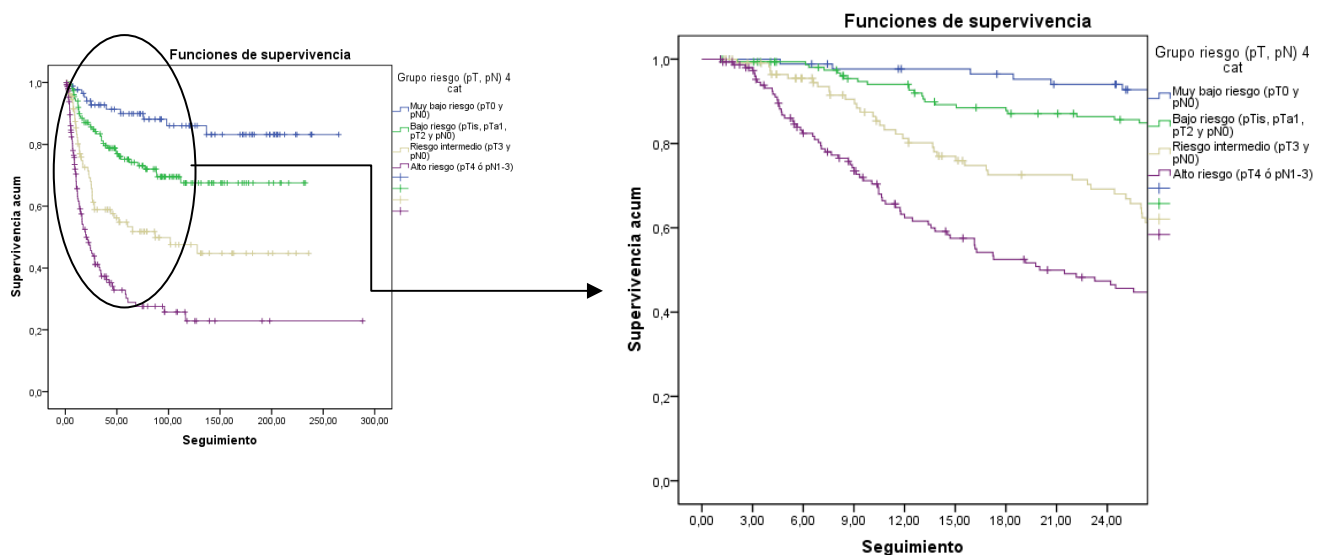 Funciones de supervivencia
Supervivencia acum
1,0
0,8
0,6
0,4
0,2
0,0
0,00 50,00 100,00 150,00 200,00 250,00 300,00
Seguimiento
Grupo riesgo (pT, pN) 4
cat
Muy bajo riesgo (pT0 y
pN0)
Bajo riesgo (pTis, pTa1,
pT2 y pN0)
Riesgo intermedio (pT3 y
pN0)
Alto riesgo (pT4 ó pN1-3)
Funciones de supervivencia
Supervivencia acum
1,0
0,8
0,6
0,4
0,2
0,0
0,00 3,00 6,00 9,00 12,00 15,00 18,00 21,00 24,00
Seguimiento
Grupo riesgo (pT, pN) 4
cat
Muy bajo riesgo (pT0 y
pN0)
Bajo riesgo (pTis, pTa1,
pT2 y pN0)
Riesgo intermedio (pT3 y
pN0)
Alto riesgo (pT4 ó pN1-3)